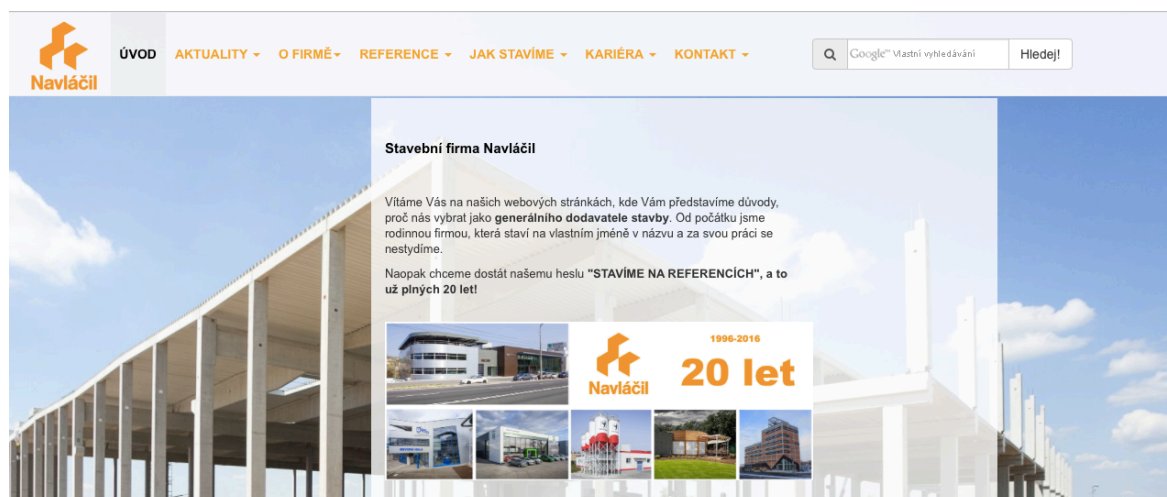 Navláčil
ÚVOD
AKTUALITY
O FIRMĚ
REFERENCE
JAK STAVÍME
KARIÉRA
KONTAKT
Google™ Vlastní vyhledávání
Hledej!
Stavební firma Navláčil
Vítáme Vás na našich webových stránkách, kde Vám představíme důvody,
proč nás vybrat jako generálního dodavatele stavby. Od počátku jsme
rodinnou firmou, která staví na vlastním jméně v názvu a za svou práci se
nestydíme.
Naopak chceme dostát našemu heslu "STAVÍME NA REFERENCÍCH", a to
už plných 20 let!
1996-2016
Navláčil
20 let